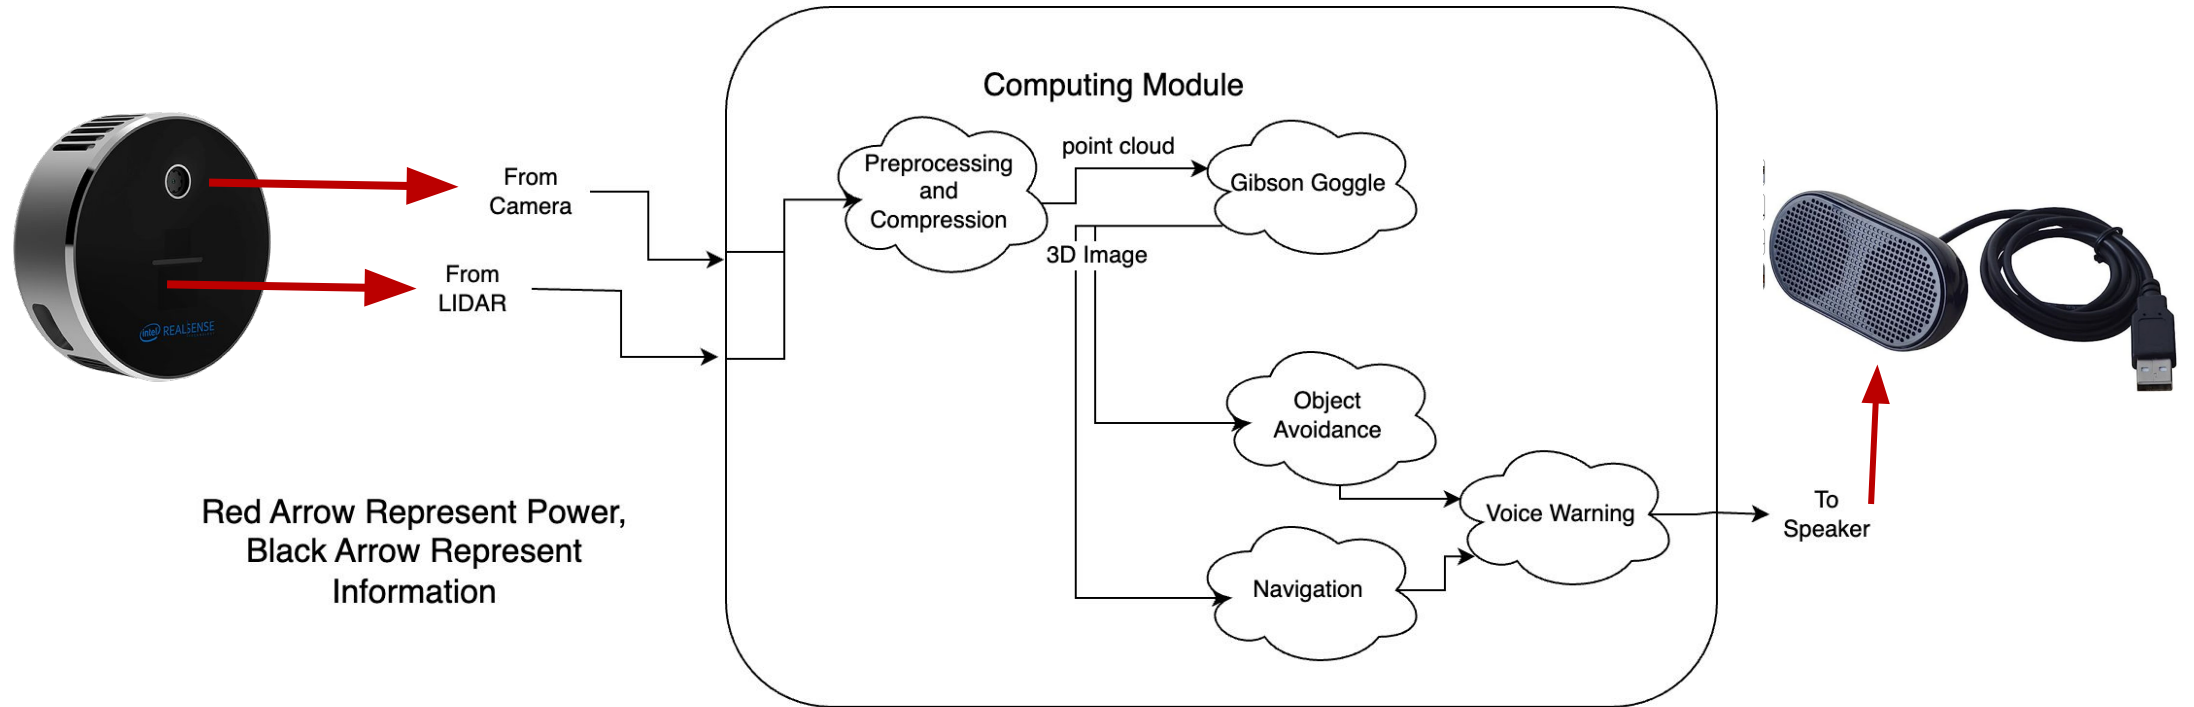 Computing Module
From
Camera
From
LIDAR
intel REALSENSE
Red Arrow Represent Power,
Black Arrow Represent
Information
Preprocessing
and
Compression
point cloud
Gibson Goggle
3D Image
Object
Avoidance
Navigation
Voice Warning
To
Speaker